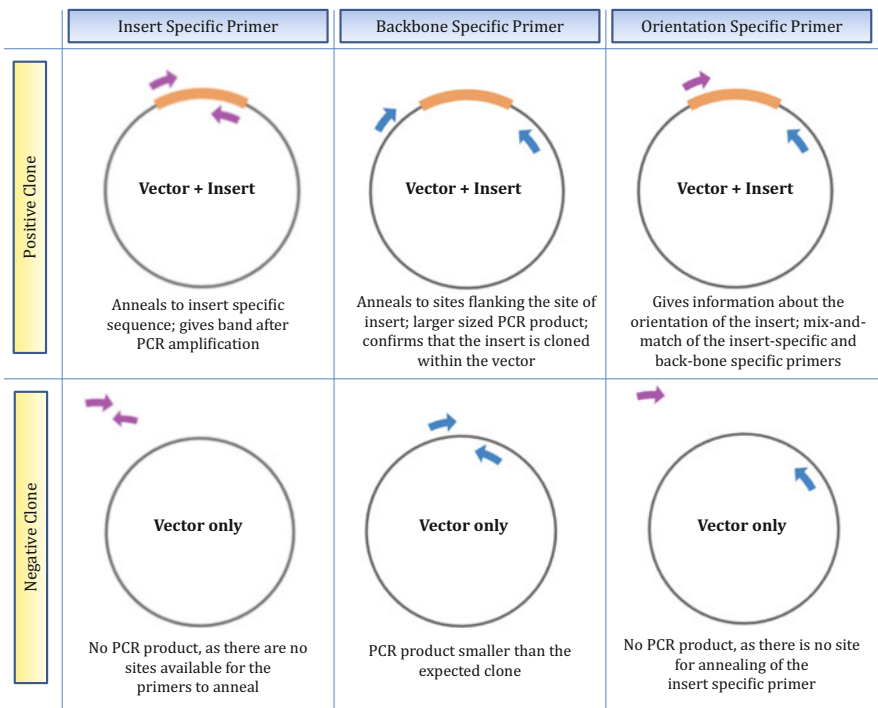 Insert Specific Primer
Backbone Specific Primer
Orientation Specific Primer
Positive Clone
Vector + Insert
Anneals to insert specific
sequence; gives band after
PCR amplification
Vector + Insert
Anneals to sites flanking the site of
insert; larger sized PCR product;
confirms that the insert is cloned
within the vector
Vector + Insert
Gives information about the
orientation of the insert; mix-and-
match of the insert-specific and
back-bone specific primers
Negative Clone
Vector only
No PCR product, as there are no
sites available for the
primers to anneal
Vector only
PCR product smaller than the
expected clone
Vector only
No PCR product, as there is no site
for annealing of the
insert specific primer